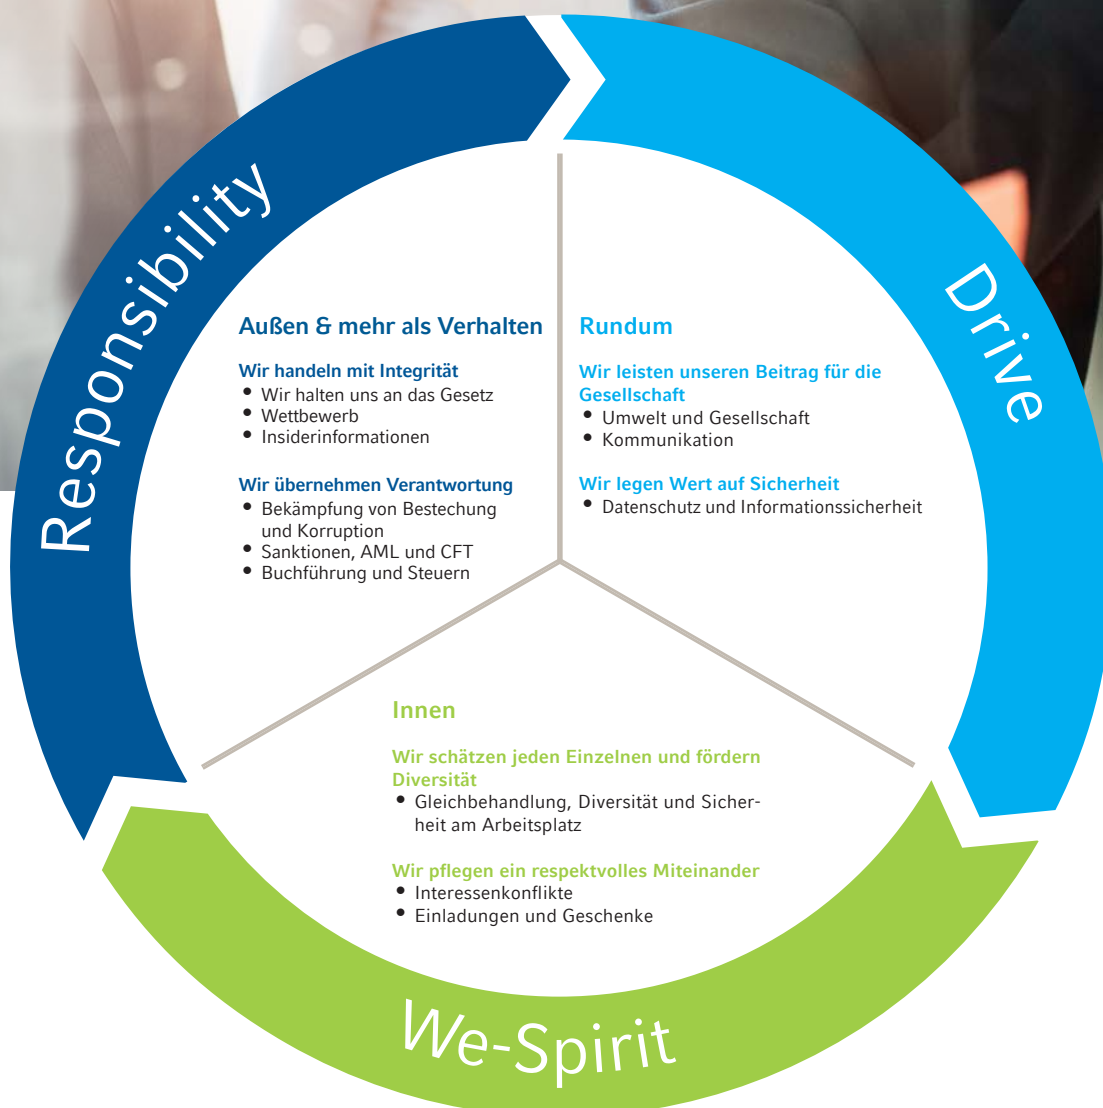 Responsibility
Außen & mehr als Verhalten
Wir handeln mit Integrität
• Wir halten uns an das Gesetz
• Wettbewerb
• Insiderinformationen
Wir übernehmen Verantwortung
• Bekämpfung von Bestechung
und Korruption
• Sanktionen, AML und CFT
• Buchführung und Steuern
Drive
Rundum
Wir leisten unseren Beitrag für die
Gesellschaft
• Umwelt und Gesellschaft
• Kommunikation
Wir legen Wert auf Sicherheit
• Datenschutz und Informationssicherheit
Innen
Wir schätzen jeden Einzelnen und fördern
Diversität
• Gleichbehandlung, Diversität und Sicher-
heit am Arbeitsplatz
Wir pflegen ein respektvolles Miteinander
• Interessenkonflikte
• Einladungen und Geschenke
We-Spirit